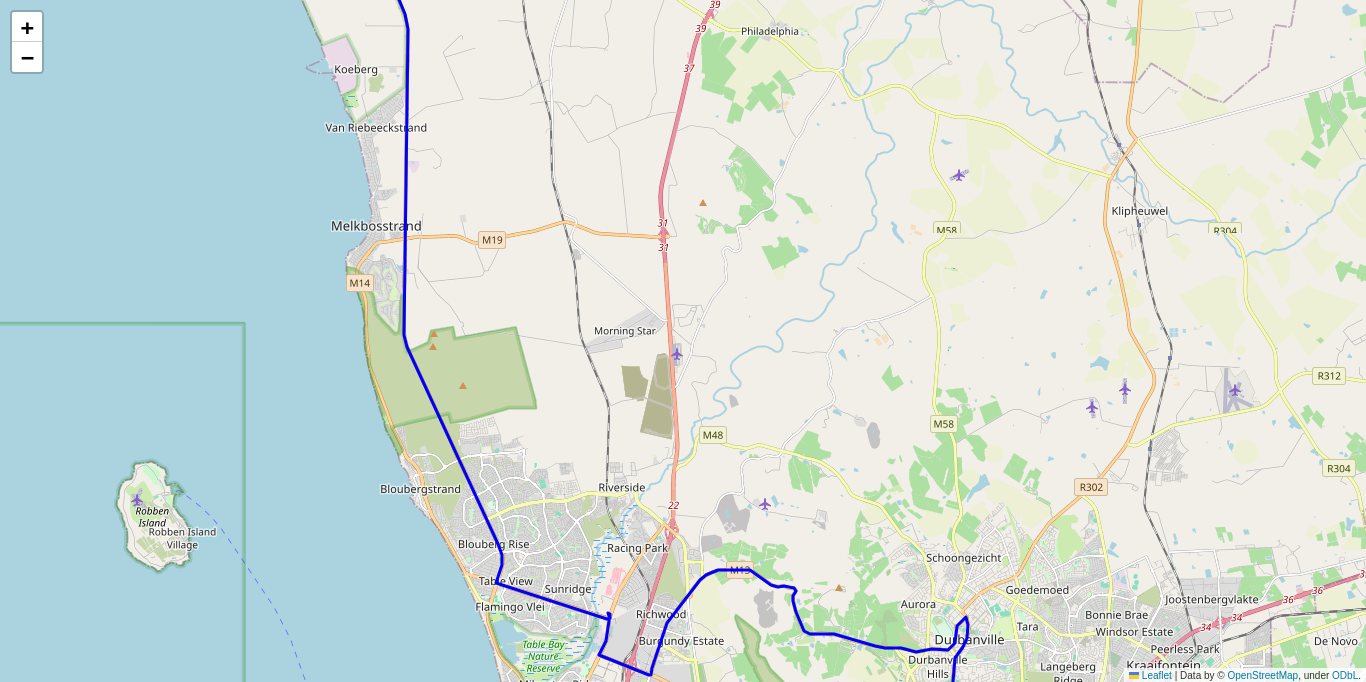 +
−
39
39
Philadelphia
37
Koeberg
Van Riebeeckstrand
Klipheuwel
Melkbosstrand
31
31
M19
M58
R304
M14
Morning Star
R312
M48
M58
R304
R302
Bloubergstrand
Riverside
22
Robben
Island
Robben Island
Village
Blouberg Rise
Racing Park
Schoongezicht
M13
Table View
Sunridge
Goedemoed
36
36
Flamingo Vlei
Richwood
Aurora
Joostenbergvlakte
Bonnie Brae
34
34
Tara
Windsor Estate
Table Bay
Nature
Reserve
Burgundy Estate
Durbanville
De Novo
Peerless Park
Durbanville
Hills
Langeberg
Ridge
Kraaifontein
Leaflet | Data by © OpenStreetMap, under ODbL.